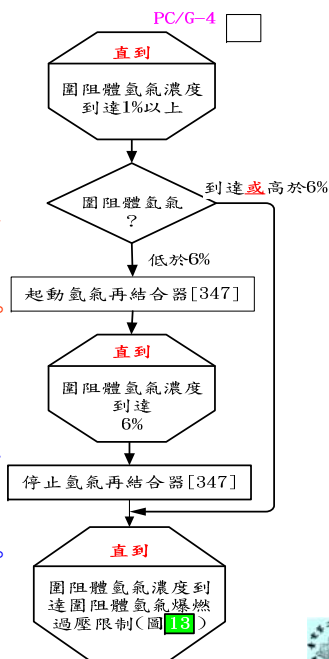 PC/G-4
直到
圍阻體氫氣濃度
到達1%以上
到達或高於6%
圍阻體氫氣
?
低於6%
起動氫氣再結合器[347]
直到
圍阻體氫氣濃度
到達
6%
停止氫氣再結合器[347]
直到
圍阻體氫氣濃度到
達圍阻體氫氣爆燃
過壓限制(圖13)